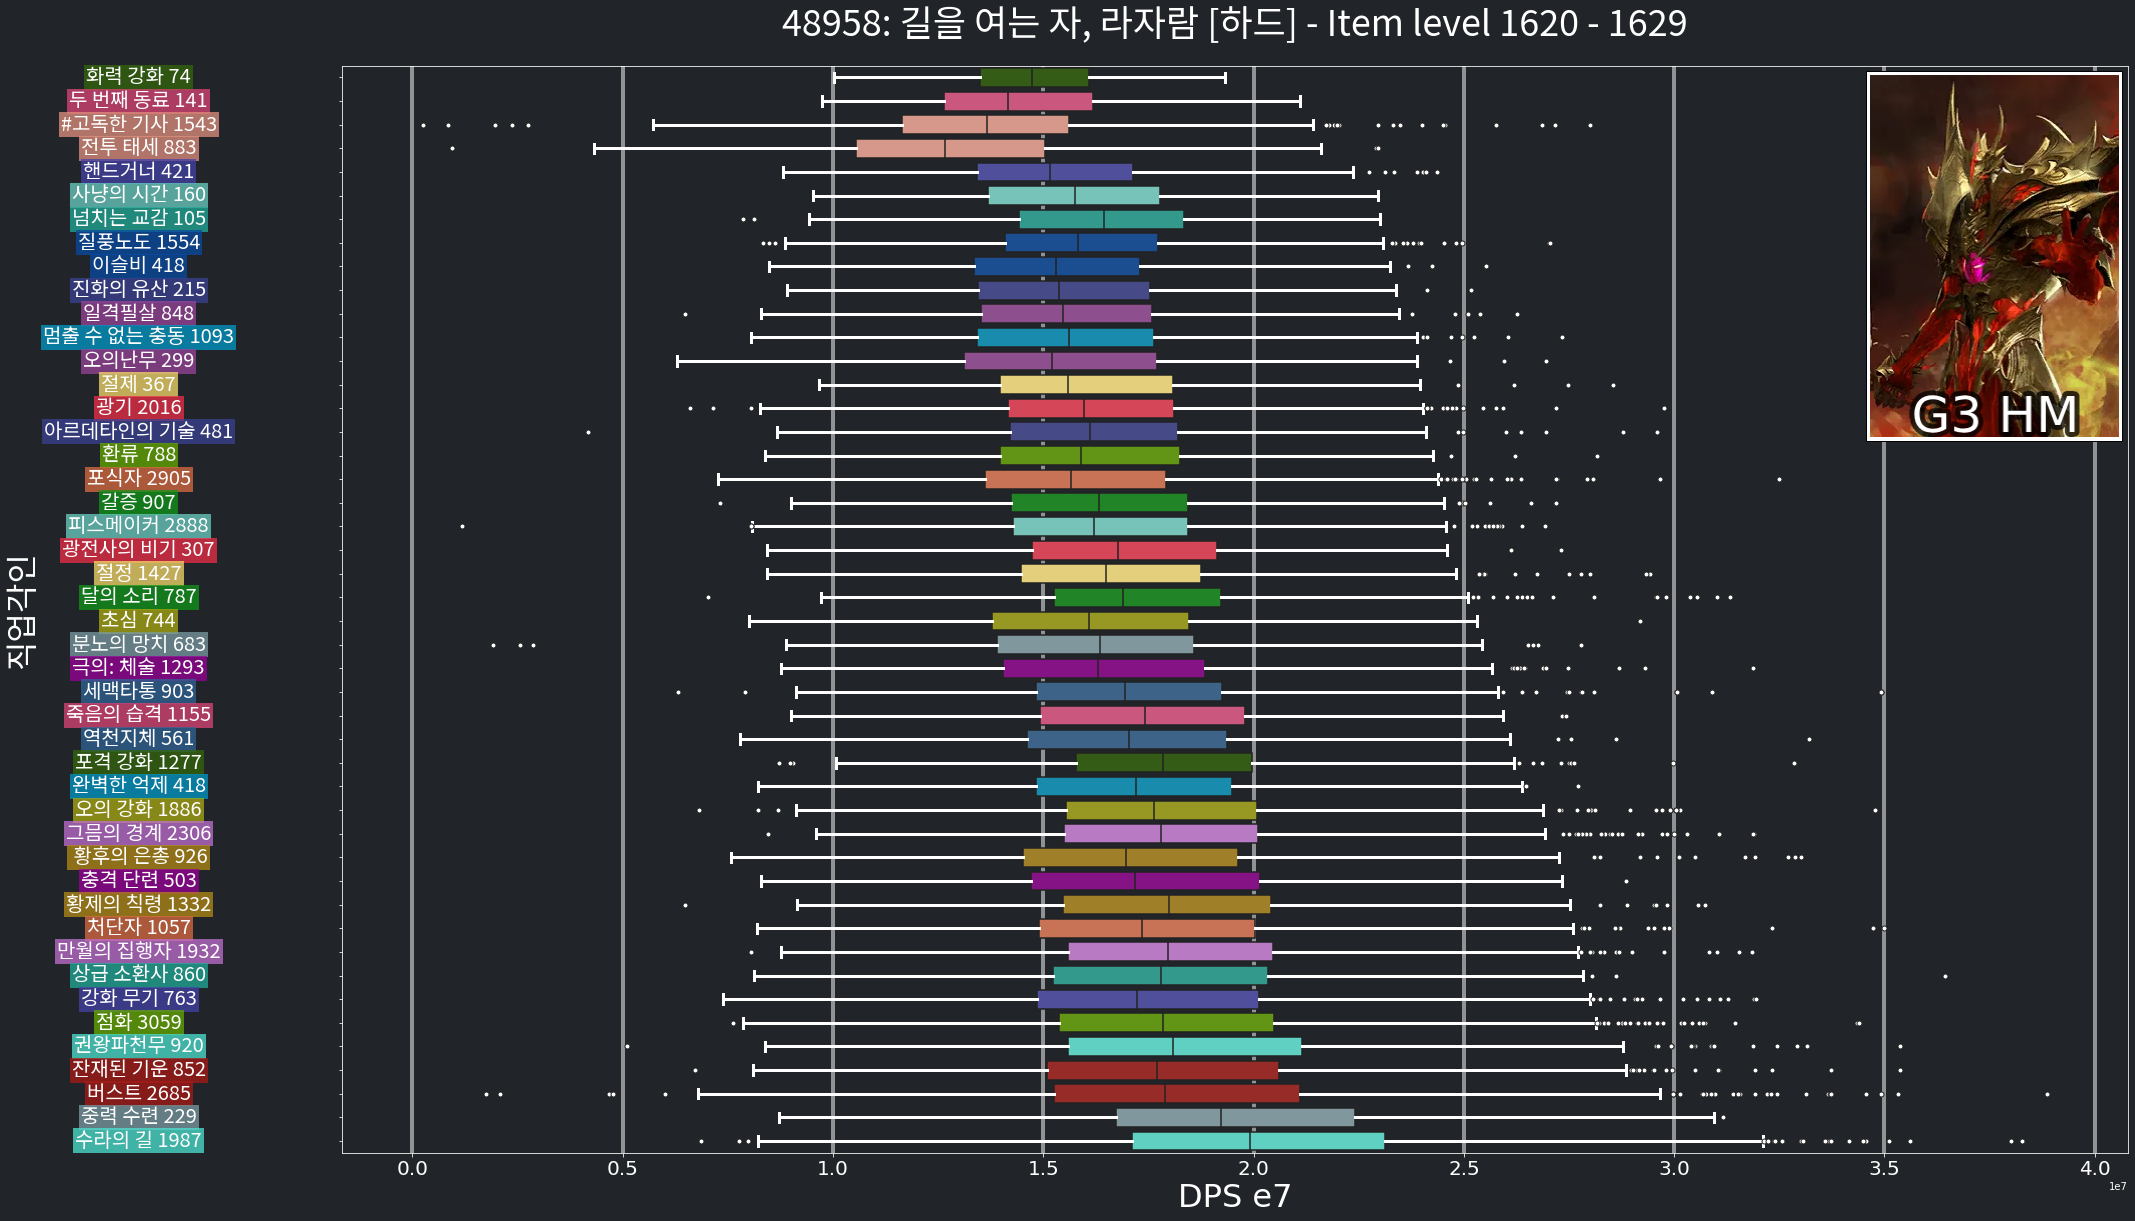 48958: 길을 여는 자, 라자람 [하드] - Item level 1620 - 1629
화력 강화 74
두 번째 동료 141
#고독한 기사 1543
전투 태세 883
핸드거너 421
사냥의 시간 160
넘치는 교감 105
질풍노도 1554
이슬비 418
진화의 유산 215
일격필살 848
멈출 수 없는 충동 1093
오의난무 299
절제 367
광기 2016
아르데타인의 기술 481
환류 788
포식자 2905
갈증 907
피스메이커 2888
광전사의 비기 307
절정 1427
달의 소리 787
초심 744
분노의 망치 683
극의: 체술 1293
세맥타통 903
죽음의 습격 1155
역천지체 561
포격 강화 1277
완벽한 억제 418
오의 강화 1886
그믐의 경계 2306
황후의 은총 926
충격 단련 503
황제의 칙령 1332
처단자 1057
만월의 집행자 1932
상급 소환사 860
강화 무기 763
점화 3059
권왕파천무 920
잔재된 기운 852
버스트 2685
중력 수련 229
수라의 길 1987
직업각인
G3 HM
0.0 0.5 1.0 1.5 2.0 2.5 3.0 3.5 4.0
1e7
DPS e7